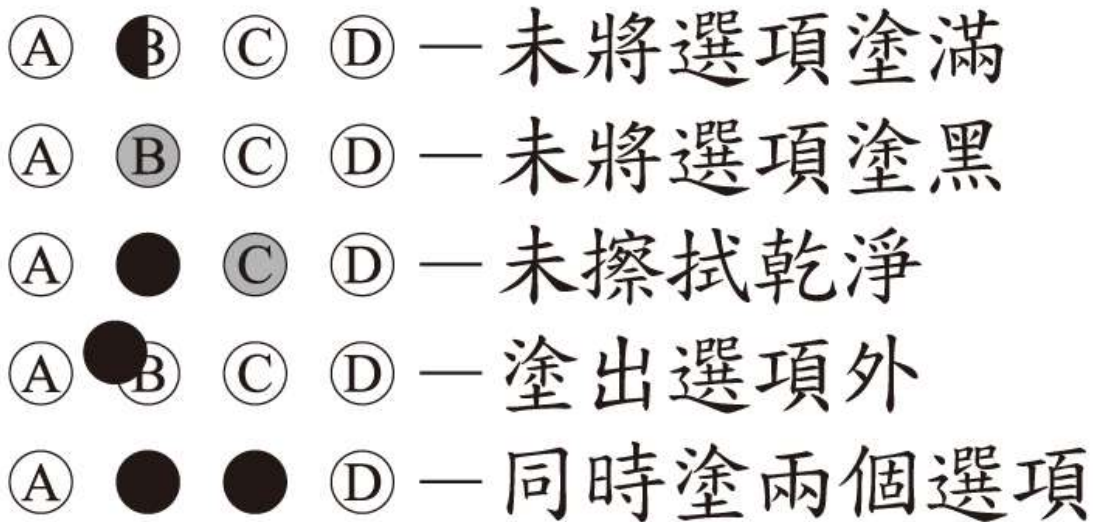 A B C D — 未將選項塗滿
A B C D — 未將選項塗黑
A C D — 未擦拭乾淨
A B C D — 塗出選項外
A D — 同時塗兩個選項